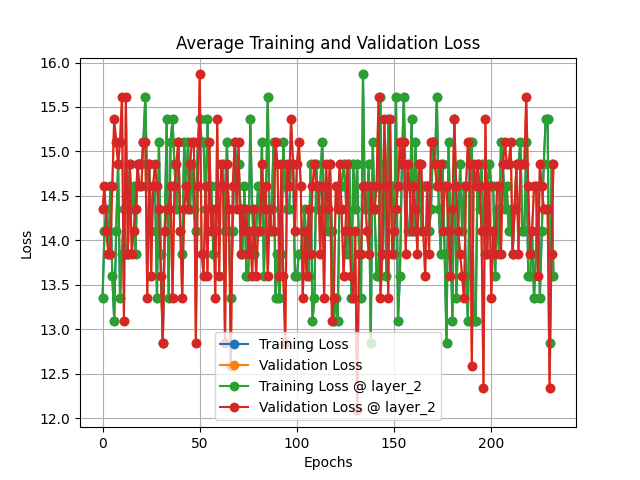 Average Training and Validation Loss
16.0
15.5
15.0
14.5
14.0
13.5
13.0
12.5
12.0
Loss
Training Loss
Validation Loss
Training Loss @ layer_2
Validation Loss @ layer_2
0
50
100
150
200
Epochs